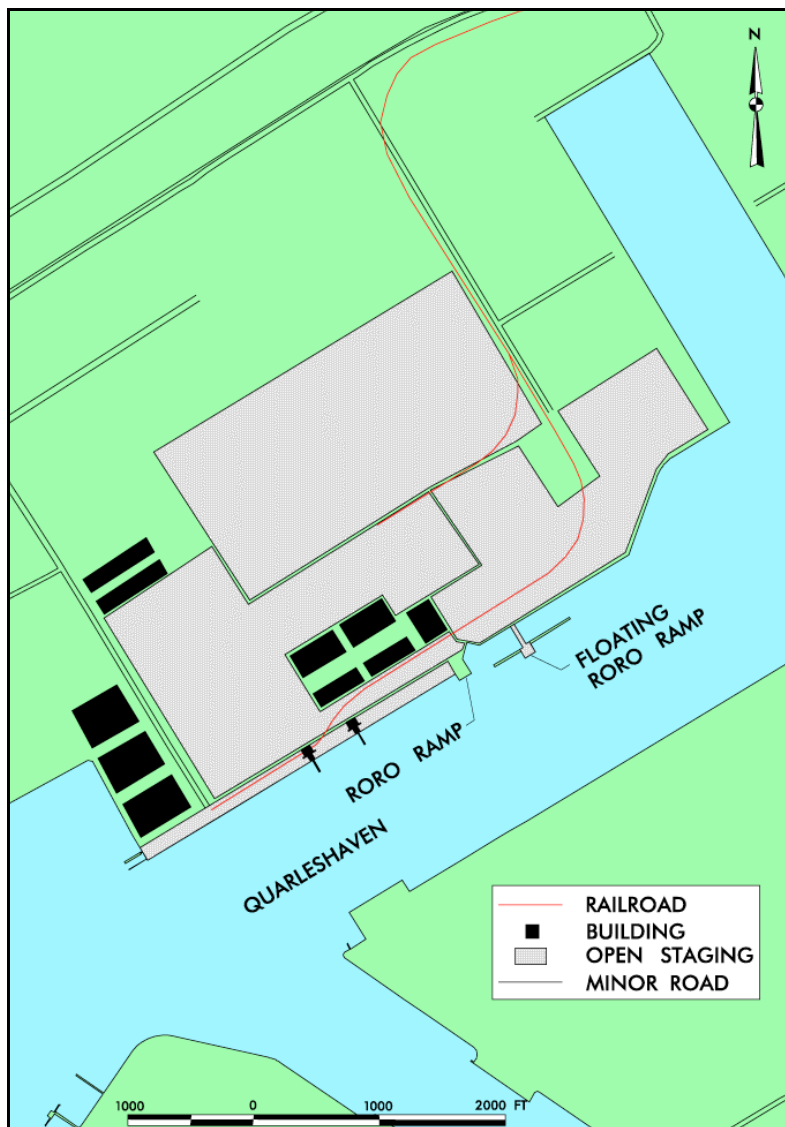 N
FLOATING
RORO RAMP
RORO RAMP
QUARLESHAVEN
RAILROAD
BUILDING
OPEN STAGING
MINOR ROAD
1000 0 1000 2000 FT